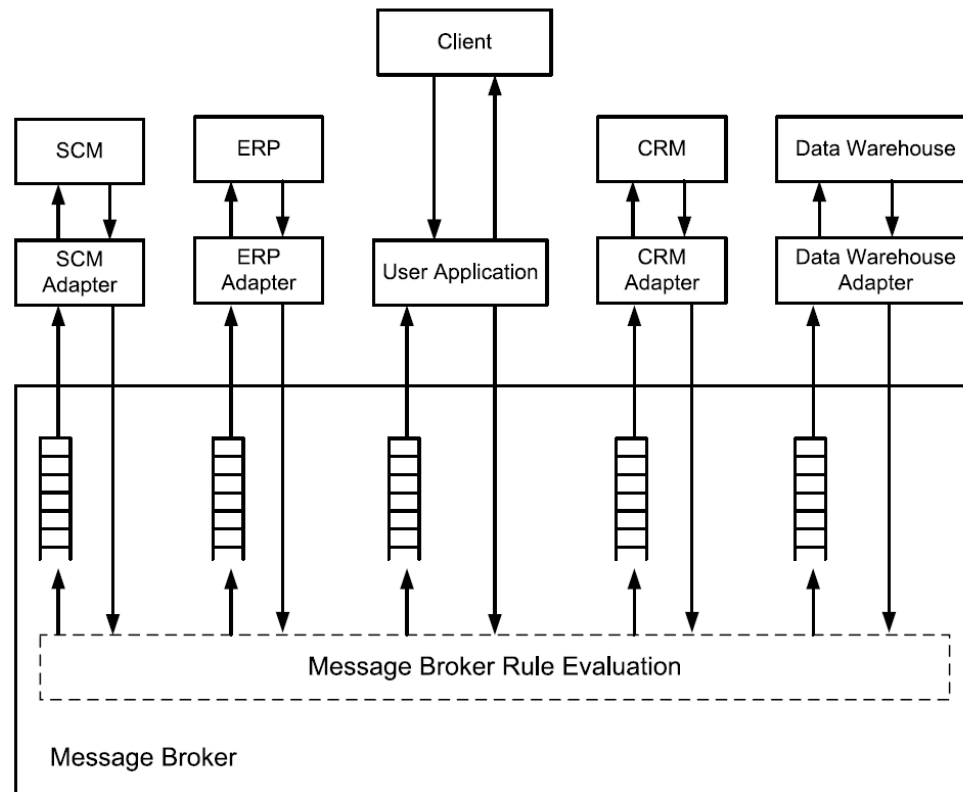 Client
SCM
ERP
CRM
Data Warehouse
SCM
Adapter
ERP
Adapter
User Application
CRM
Adapter
Data Warehouse
Adapter
Message Broker Rule Evaluation
Message Broker